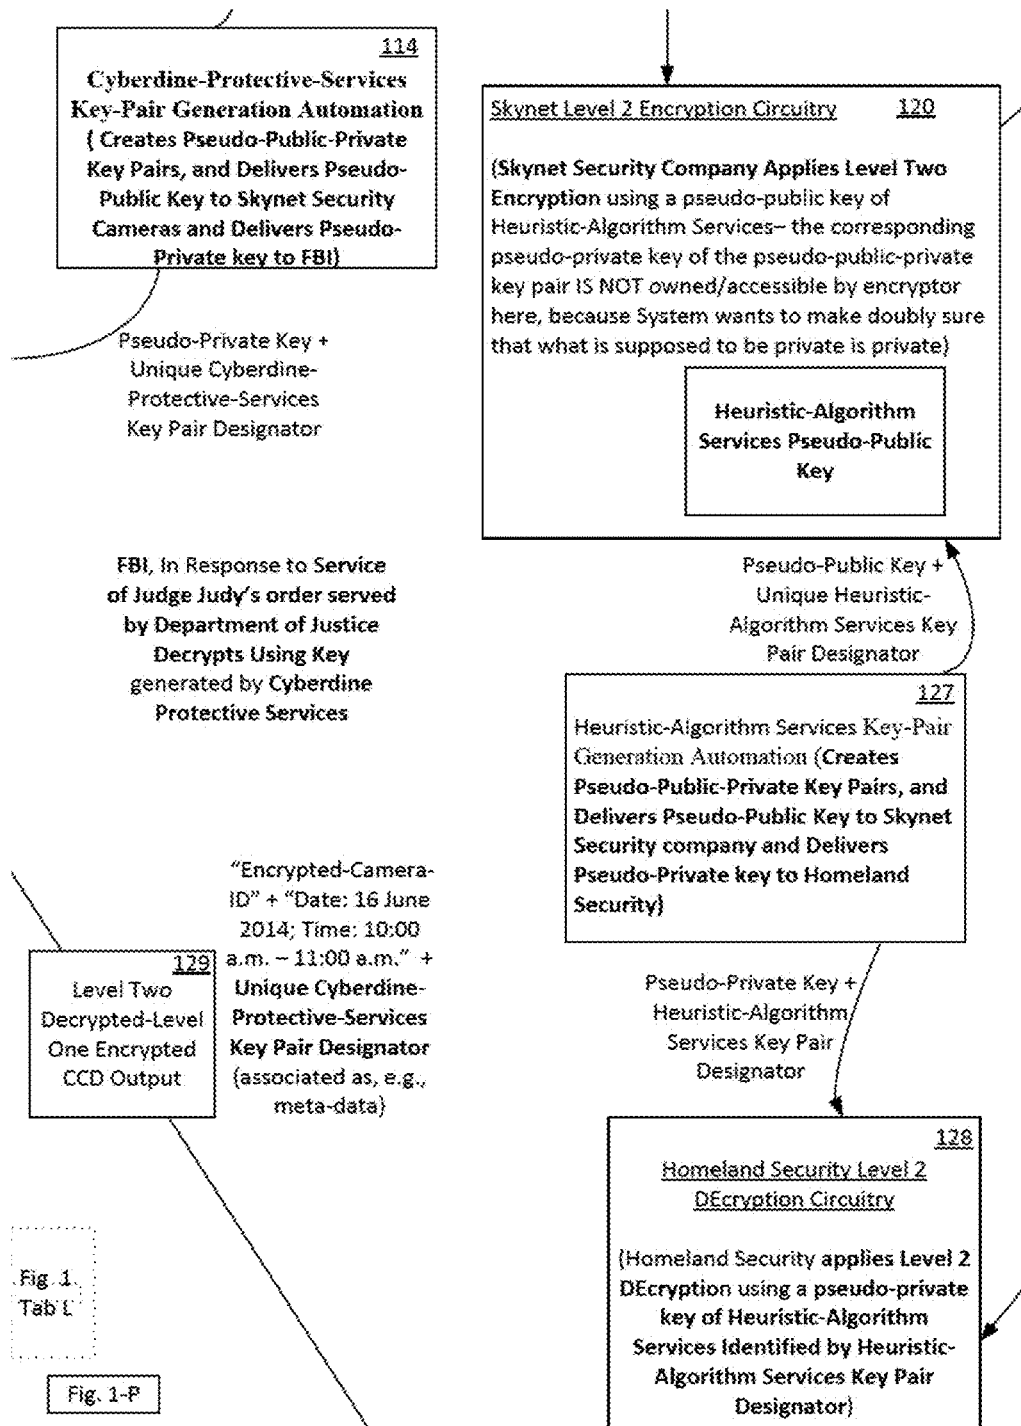 114
Cyberdine-Protective-Services
Key-Pair Generation Automation
( Creates Pseudo-Public-Private
Key Pairs, and Delivers Pseudo-
Public Key to Skynet Security
Cameras and Delivers Pseudo-
Private key to FBI)
Pseudo-Private Key +
Unique Cyberdine-
Protective-Services
Key Pair Designator
Skynet Level 2 Encryption Circuitry 120
(Skynet Security Company Applies Level Two
Encryption using a pseudo-public key of
Heuristic-Algorithm Services– the corresponding
pseudo-private key of the pseudo-public-private
key pair IS NOT owned/accessible by encryptor
here, because System wants to make doubly sure
that what is supposed to be private is private)
Heuristic-Algorithm
Services Pseudo-Public
Key
FBI, In Response to Service
of Judge Judy's order served
by Department of Justice
Decrypts Using Key
generated by Cyberdine
Protective Services
Pseudo-Public Key +
Unique Heuristic-
Algorithm Services Key
Pair Designator
127
Heuristic-Algorithm Services Key-Pair
Generation Automation (Creates
Pseudo-Public-Private Key Pairs, and
Delivers Pseudo-Public Key to Skynet
Security company and Delivers
Pseudo-Private key to Homeland
Security)
"Encrypted-Camera-
ID" + "Date: 16 June
2014; Time: 10:00
a.m. – 11:00 a.m." +
Unique Cyberdine-
Protective-Services
Key Pair Designator
(associated as, e.g.,
meta-data)
129
Level Two
Decrypted-Level
One Encrypted
CCD Output
Pseudo-Private Key +
Heuristic-Algorithm
Services Key Pair
Designator
128
Homeland Security Level 2
DEcryption Circuitry
(Homeland Security applies Level 2
DEcryption using a pseudo-private
key of Heuristic-Algorithm
Services Identified by Heuristic-
Algorithm Services Key Pair
Designator)
Fig. 1
Tab L
Fig. 1-P